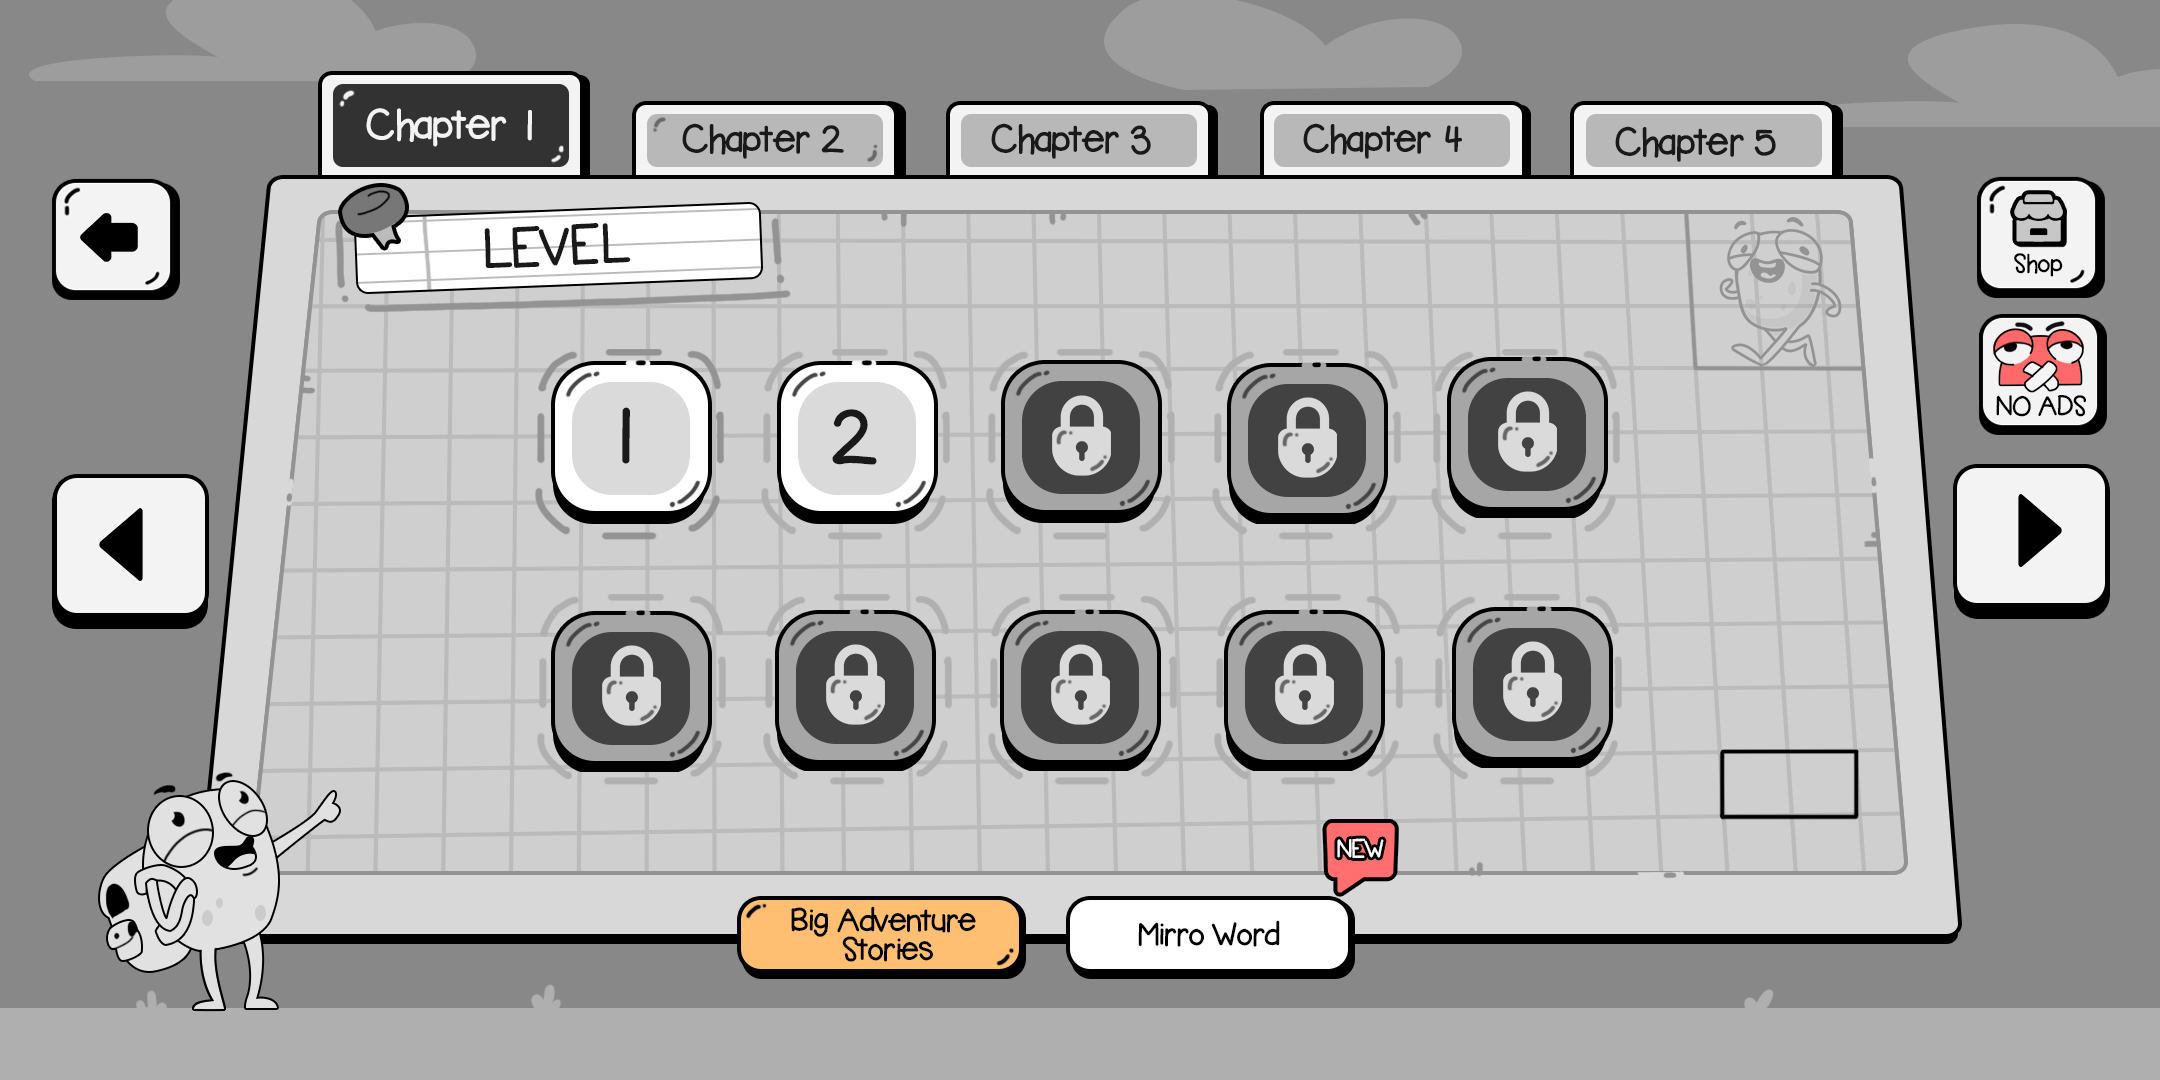 Chapter 1
Chapter 2
Chapter 3
Chapter 4
Chapter 5
LEVEL
Shop
NO ADS
1
2
NEW
Big Adventure
Stories
Mirro Word